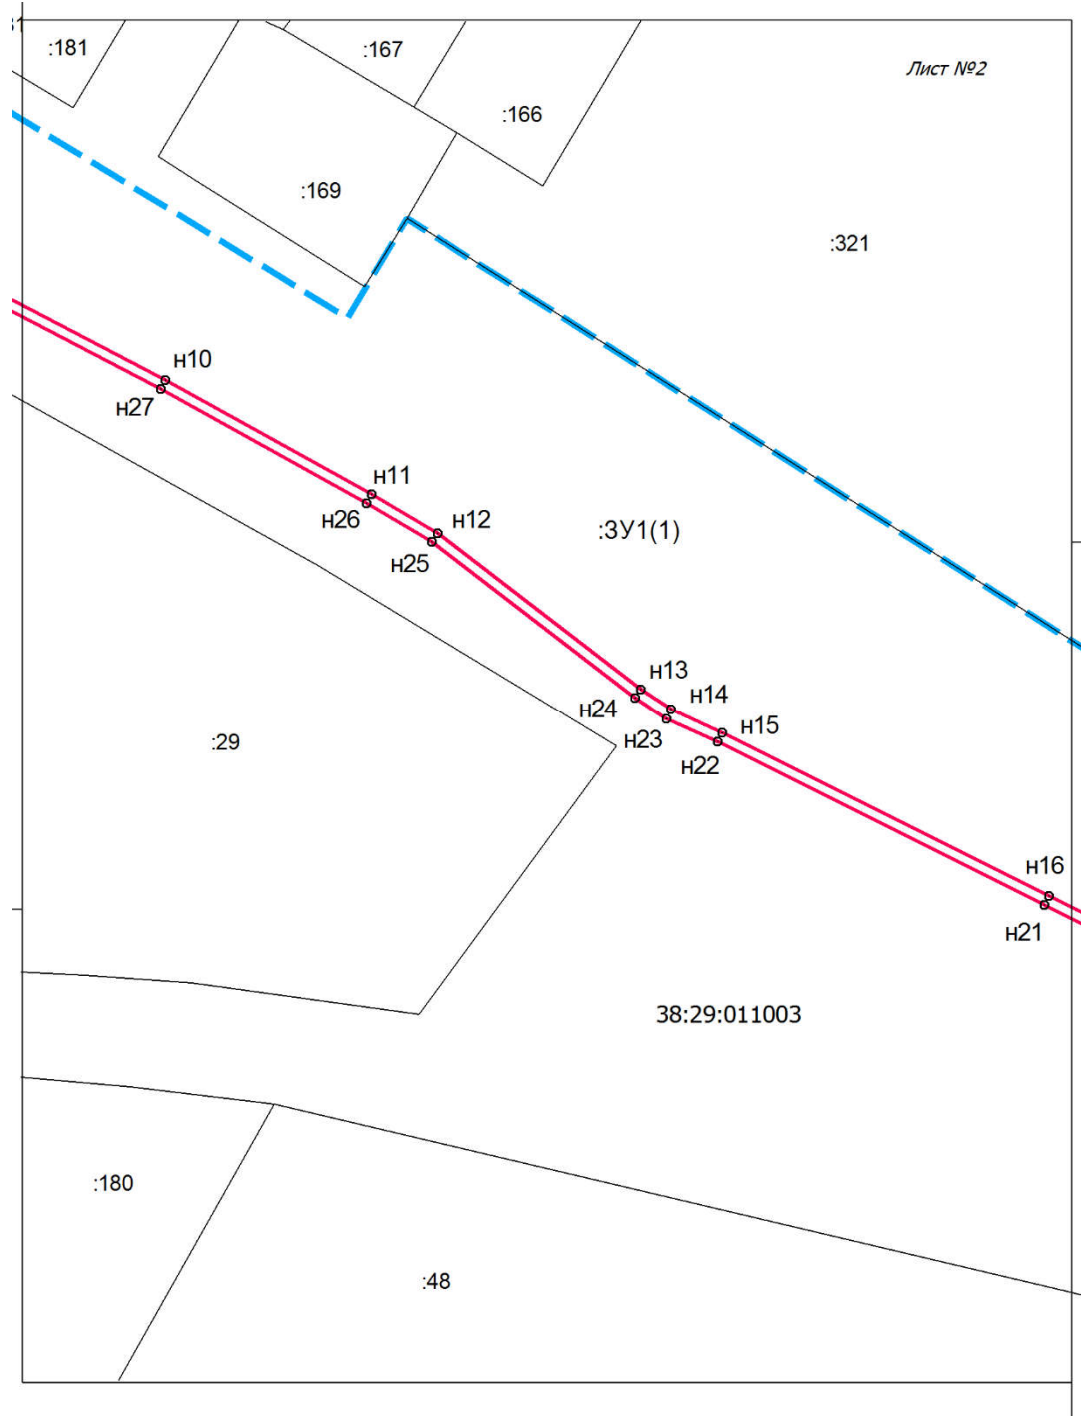 :181
:167
Лист №2
:166
:169
:321
н10
н27
н11
н26
н12
:ЗУ1(1)
н25
н13
н24
н14
н23
н15
:29
н22
н16
н21
38:29:011003
:180
:48